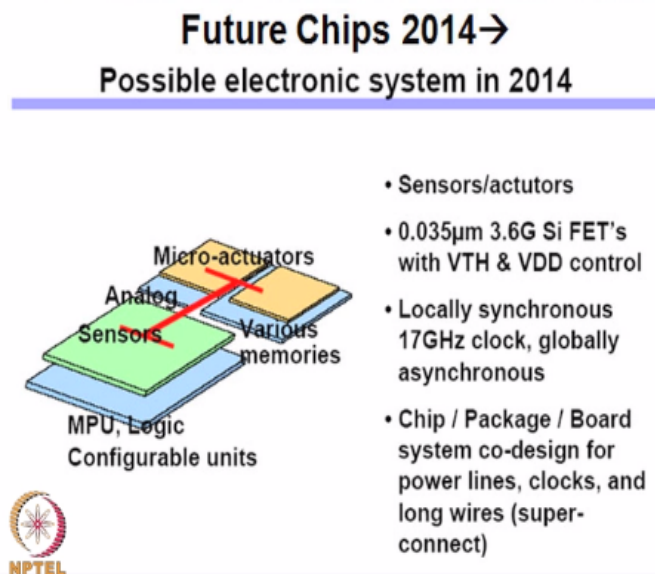 Future Chips 2014→
Possible electronic system in 2014
Micro-actuators
Analog
Sensors
Various
memories
MPU, Logic
Configurable units
• Sensors/actutors
• 0.035µm 3.6G Si FET's
with VTH & VDD control
• Locally synchronous
17GHz clock, globally
asynchronous
• Chip / Package / Board
system co-design for
power lines, clocks, and
long wires (super-
connect)
NPTEL